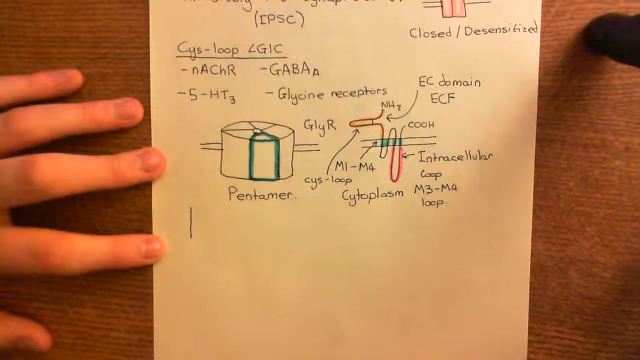 (IPSC)
Closed/Desensitized
Cys-loop LGIC
- nAChR - GABAA
- 5-HT3 - Glycine receptors
EC domain
ECF
NH2
GlyR
COOH
M1-M4
Intracellular
loop
M3-M4
loop.
cys-loop
Cytoplasm
Pentamer.